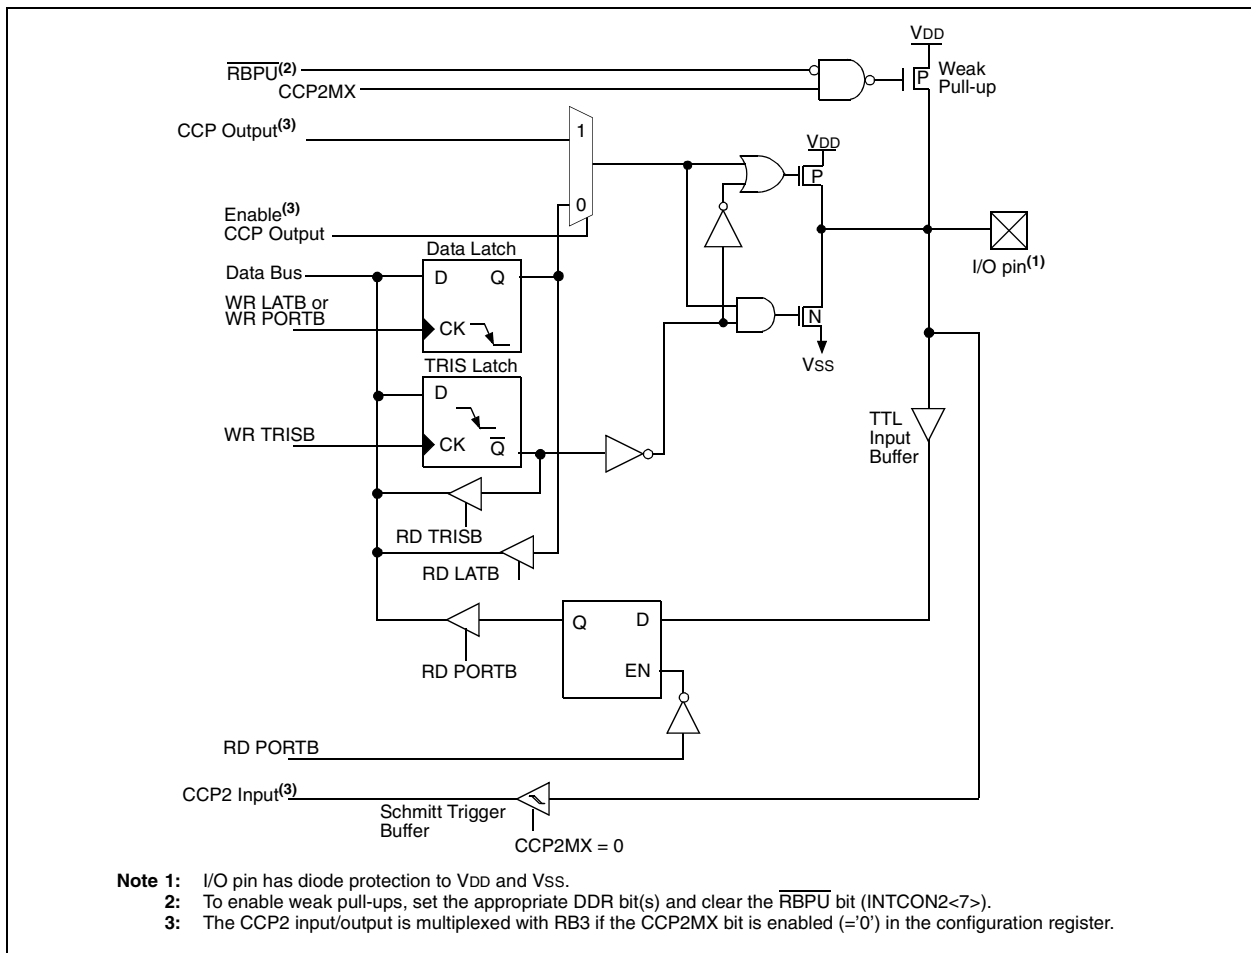 VDD
RBPU(2)
CCP2MX
P
Weak
Pull-up
CCP Output(3)
1
VDD
P
0
Enable(3)
CCP Output
Data Latch
Data Bus
D
Q
I/O pin(1)
WR LATB or
WR PORTB
CK
N
VSS
TRIS Latch
D
TTL
Input
Buffer
WR TRISB
CK
Q
RD TRISB
RD LATB
Q
D
RD PORTB
EN
RD PORTB
CCP2 Input(3)
Schmitt Trigger
Buffer
CCP2MX = 0
Note 1: I/O pin has diode protection to VDD and VSS.
2: To enable weak pull-ups, set the appropriate DDR bit(s) and clear the RBPU bit (INTCON2<7>).
3: The CCP2 input/output is multiplexed with RB3 if the CCP2MX bit is enabled (='0') in the configuration register.